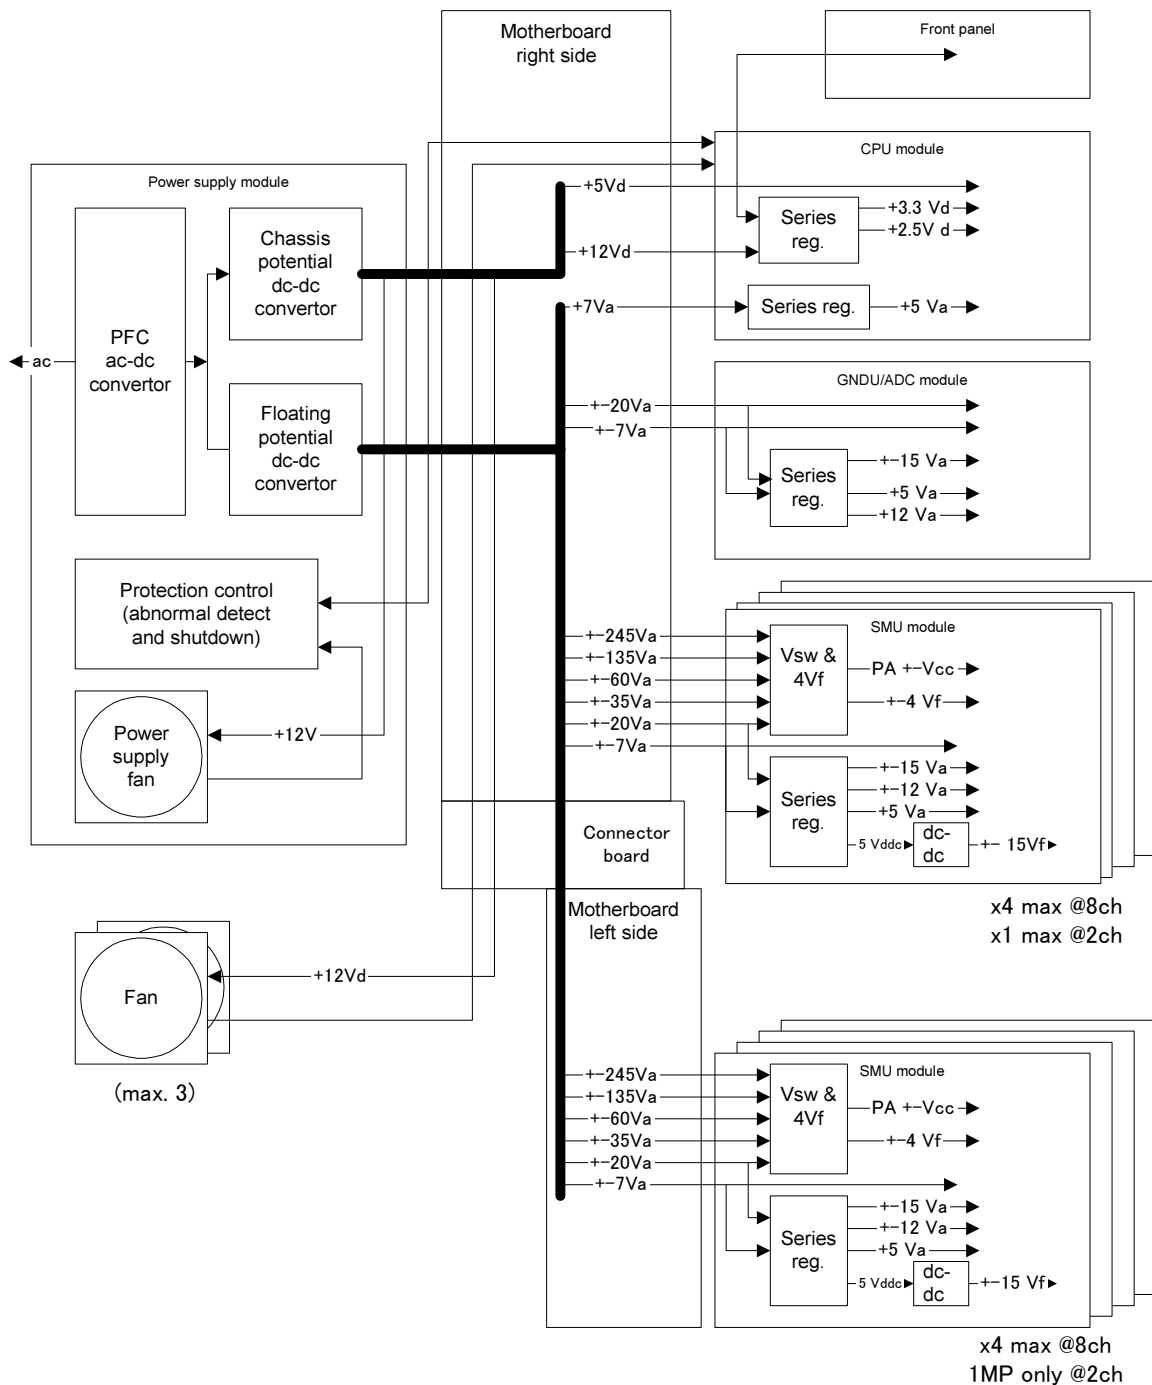 Motherboard
right side
Front panel
CPU module
Power supply module
+5Vd
Series
reg.
+3.3 Vd
+2.5V d
Chassis
potential
dc-dc
convertor
+12Vd
+7Va
Series reg.
+5 Va
PFC
ac-dc
convertor
ac
GNDU/ADC module
Floating
potential
dc-dc
convertor
+-20Va
+-7Va
Series
reg.
+-15 Va
+5 Va
+12 Va
Protection control
(abnormal detect
and shutdown)
SMU module
+-245Va
+-135Va
+-60Va
+-35Va
+-20Va
+-7Va
Vsw &
4Vf
PA +-Vcc
+-4 Vf
Power
supply
fan
+12V
Series
reg.
+-15 Va
+-12 Va
+5 Va
5 Vddc
dc-
dc
+- 15Vf
Connector
board
x4 max @8ch
x1 max @2ch
Motherboard
left side
Fan
+12Vd
(max. 3)
SMU module
+-245Va
+-135Va
+-60Va
+-35Va
+-20Va
+-7Va
Vsw &
4Vf
PA +-Vcc
+-4 Vf
Series
reg.
+-15 Va
+-12 Va
+5 Va
5 Vddc
dc-
dc
+-15 Vf
x4 max @8ch
1MP only @2ch